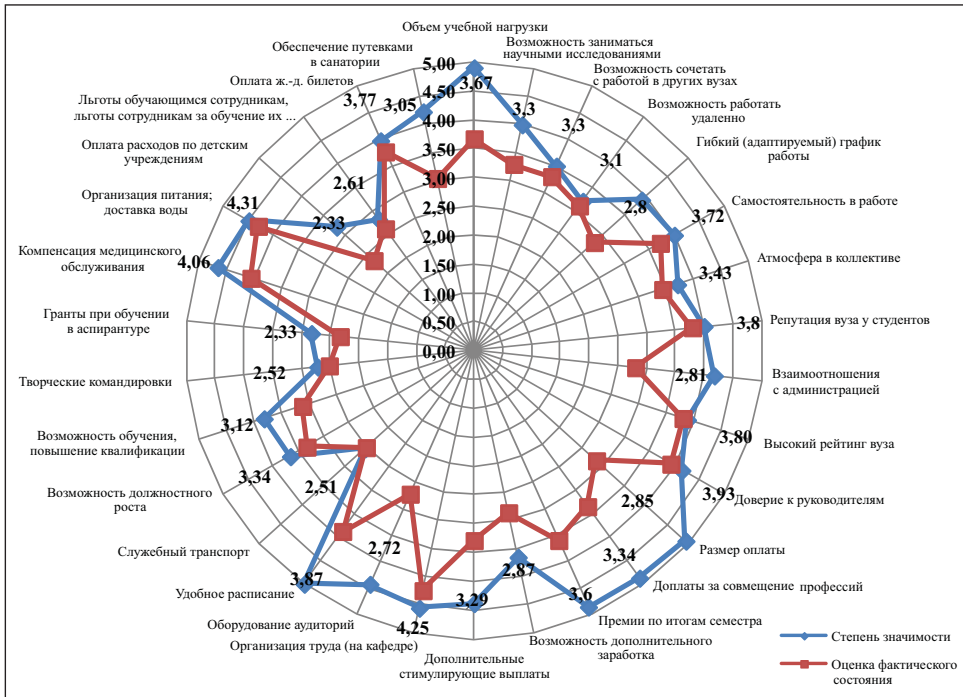 Объем учебной нагрузки
Возможность заниматься
научными исследованиями
Возможность сочетать
с работой в других вузах
Возможность работать
удаленно
Гибкий (адаптируемый) график
работы
Самостоятельность в работе
Атмосфера в коллективе
Репутация вуза у студентов
Взаимоотношения
с администрацией
Высокий рейтинг вуза
Доверие к руководителям
Размер оплаты
Доплаты за совмещение профессий
Премии по итогам семестра
Возможность дополнительного
заработка
Дополнительные
стимулирующие выплаты
Организация труда (на кафедре)
Оборудование аудиторий
Удобное расписание
Служебный транспорт
Возможность должностного
роста
Возможность обучения,
повышение квалификации
Творческие командировки
Гранты при обучении
в аспирантуре
Компенсация медицинского
обслуживания
Организация питания;
доставка воды
Оплата расходов по детским
учреждениям
Льготы обучающимся сотрудникам,
льготы сотрудникам за обучение их ...
Оплата ж.-д. билетов
Обеспечение путевками
в санатории
5,00
4,50
4,00
3,50
3,00
2,50
2,00
1,50
1,00
0,50
0,00
3,67
3,3
3,3
3,1
2,8
3,72
3,43
3,8
2,81
3,80
3,93
2,85
3,34
3,6
2,87
3,29
4,25
2,72
3,87
2,51
3,34
3,12
2,52
2,33
4,06
4,31
2,33
2,61
3,77
3,05
Степень значимости
Оценка фактического
состояния